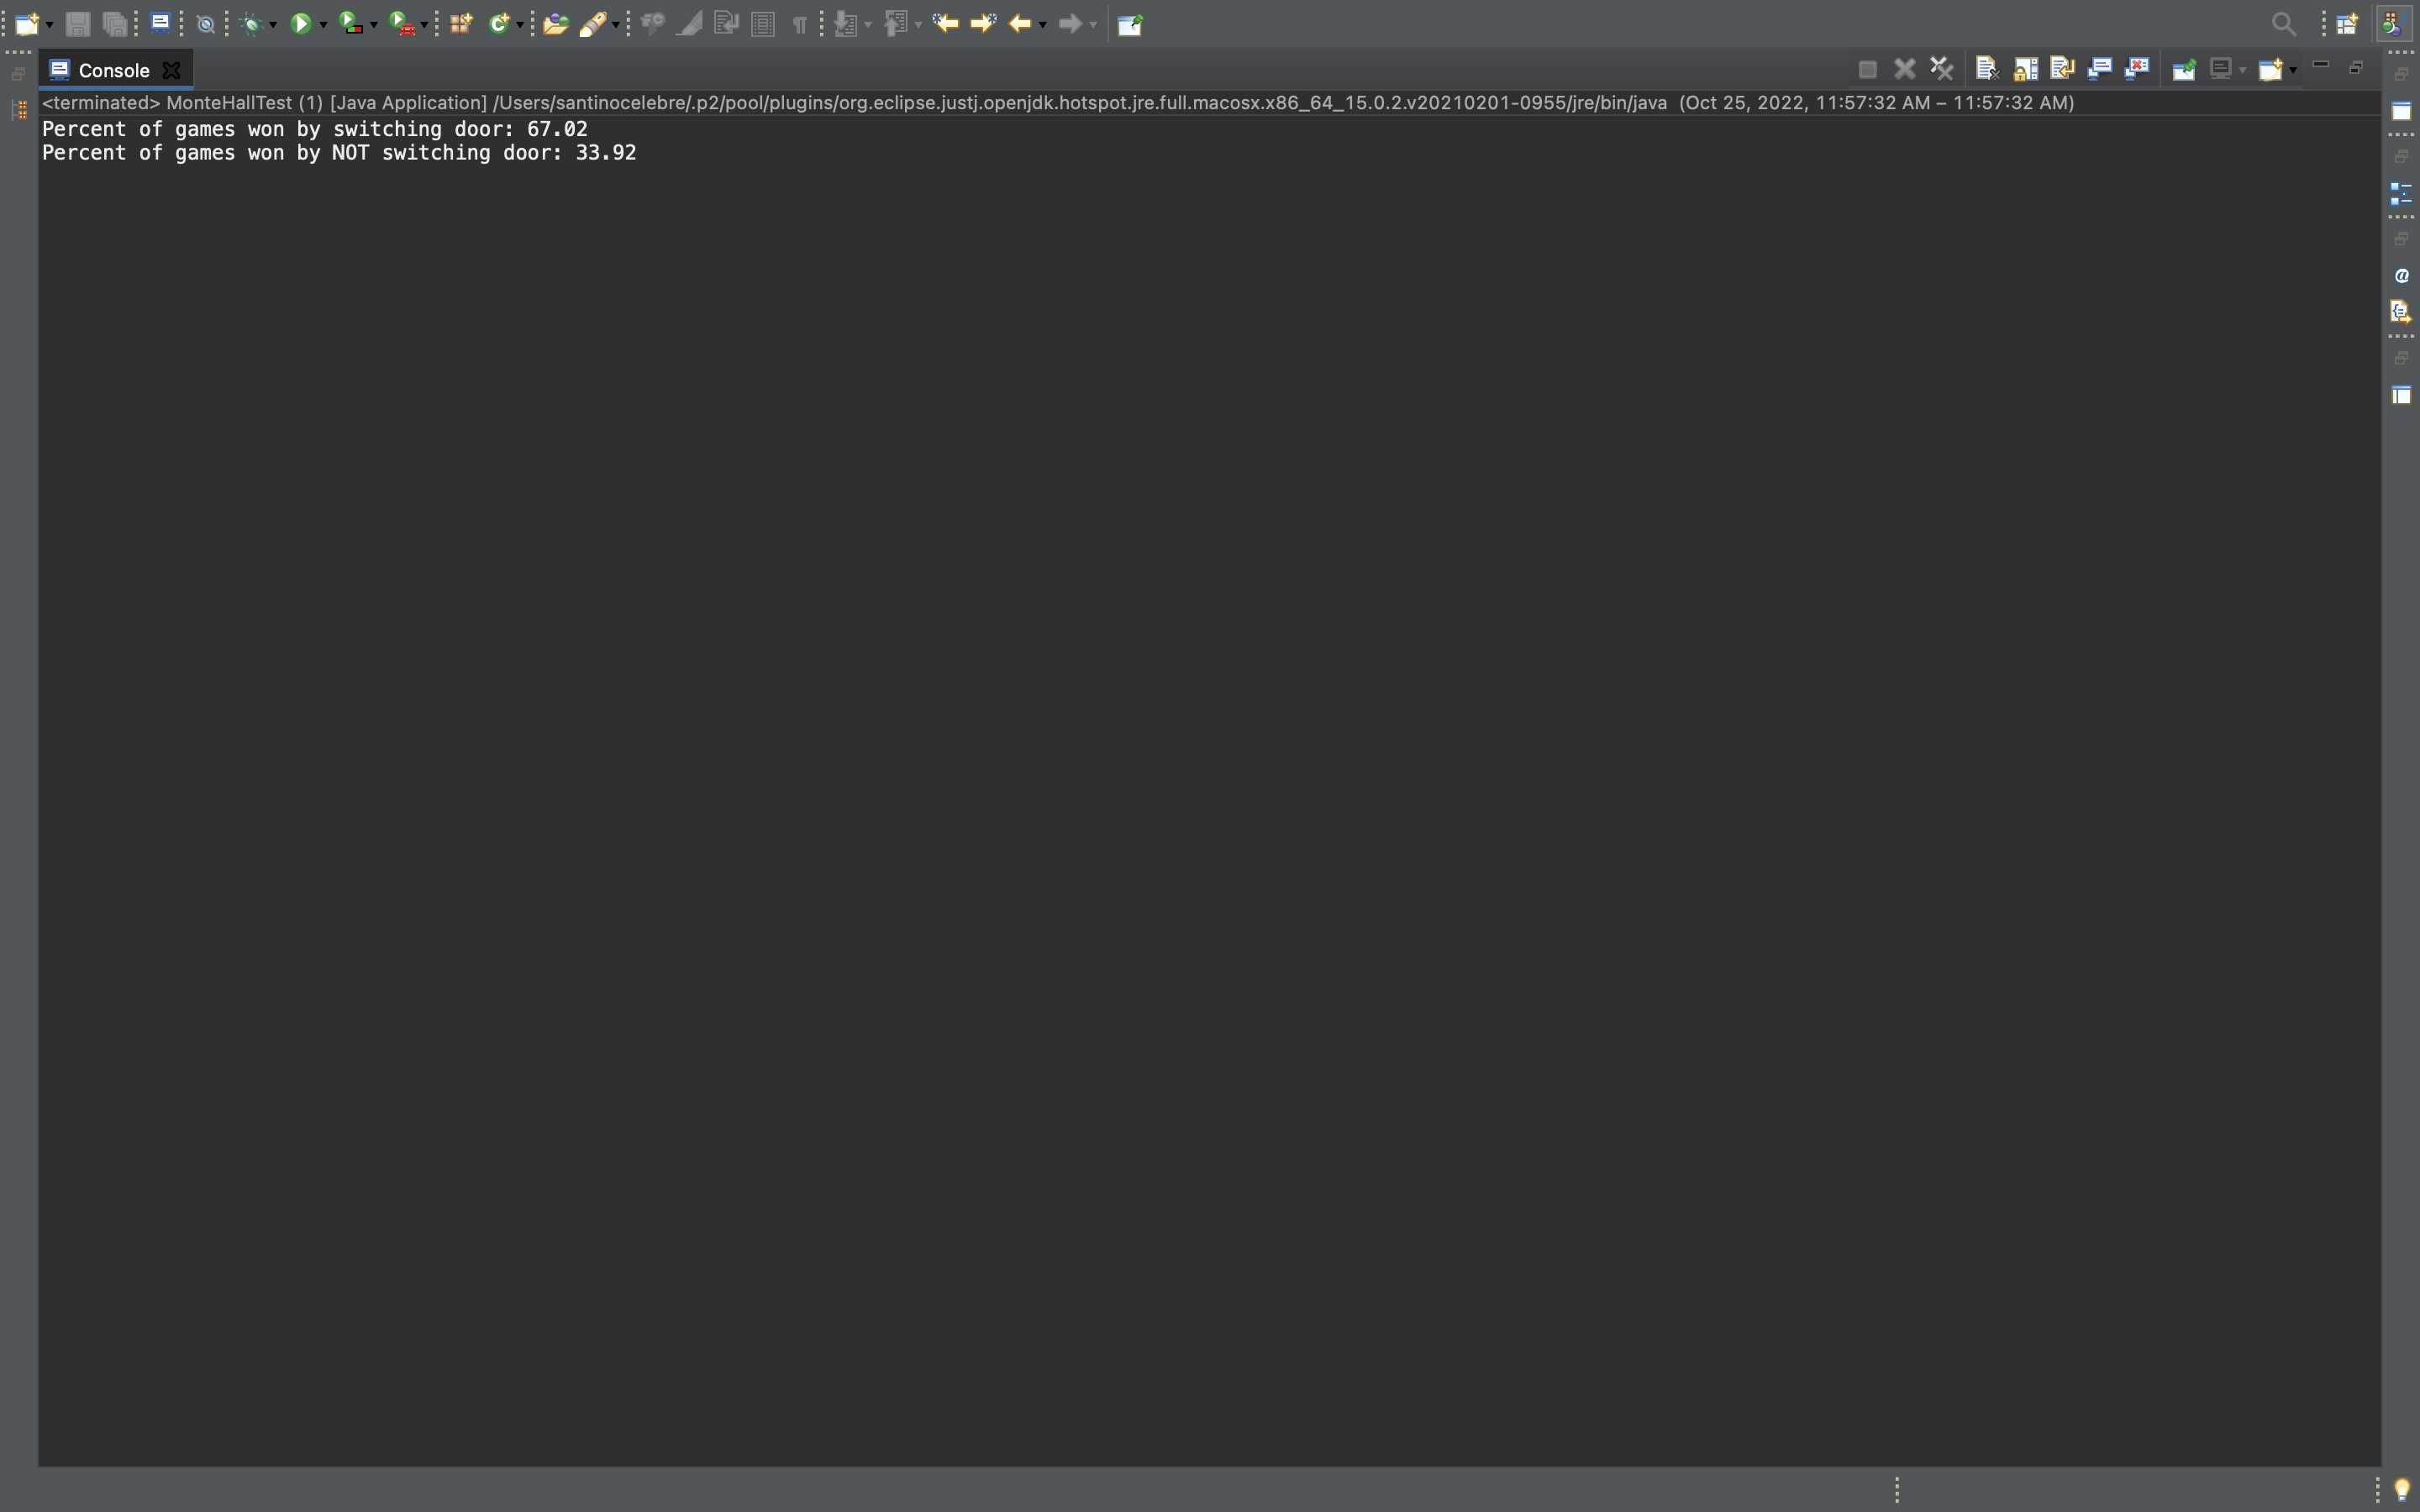 Console
<terminated> MonteHallTest (1) [Java Application] /Users/santinocelebre/.p2/pool/plugins/org.eclipse.justj.openjdk.hotspot.jre.full.macosx.x86_64_15.0.2.v20210201-0955/jre/bin/java (Oct 25, 2022, 11:57:32 AM – 11:57:32 AM)
Percent of games won by switching door: 67.02
Percent of games won by NOT switching door: 33.92